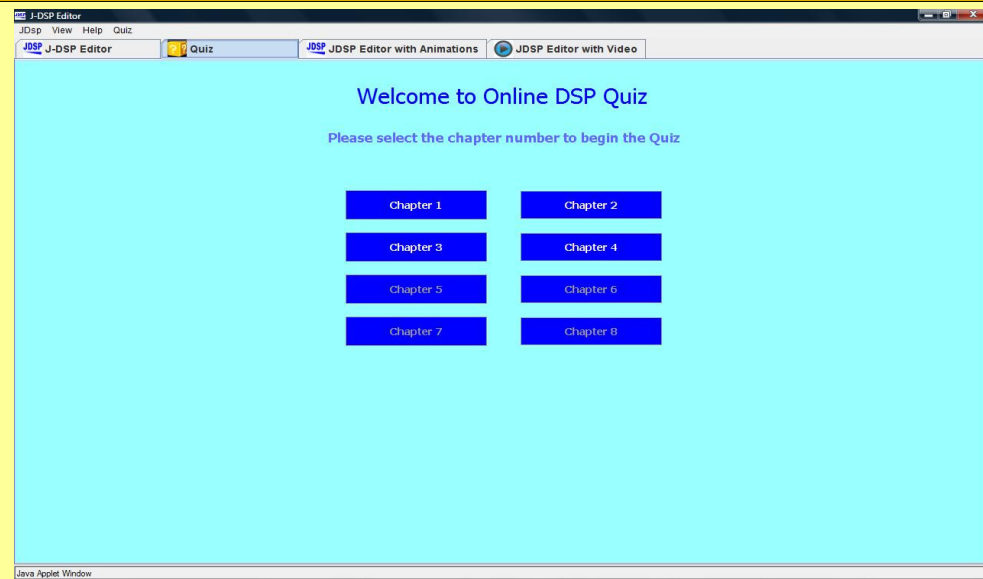 J-DSP Editor
JDsp View Help Quiz
JDSP J-DSP Editor Quiz JDSP JDSP Editor with Animations JDSP Editor with Video
Welcome to Online DSP Quiz
Please select the chapter number to begin the Quiz
Chapter 1 Chapter 2
Chapter 3 Chapter 4
Chapter 5 Chapter 6
Chapter 7 Chapter 8
Java Applet Window